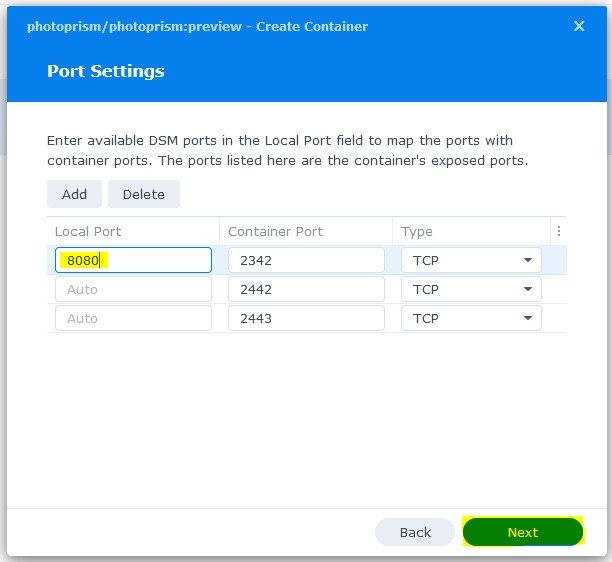 photoprism/photoprism:preview - Create Container
Port Settings
Enter available DSM ports in the Local Port field to map the ports with
container ports. The ports listed here are the container's exposed ports.
Add Delete
Local Port Container Port Type
8080 2342 TCP
Auto 2442 TCP
Auto 2443 TCP
Back Next